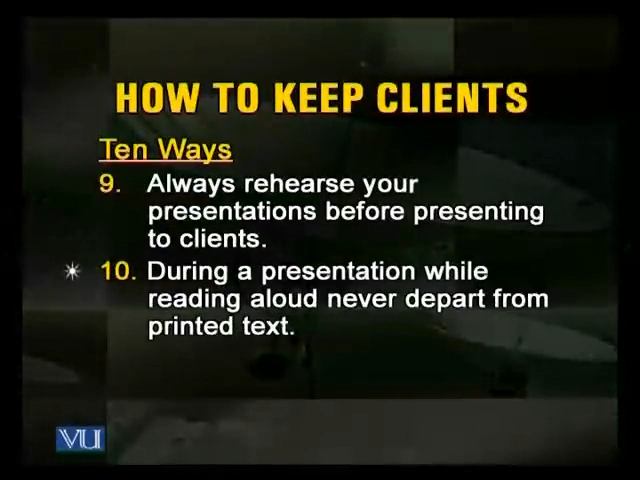 HOW TO KEEP CLIENTS
Ten Ways
9. Always rehearse your
presentations before presenting
to clients.
10. During a presentation while
reading aloud never depart from
printed text.
VU